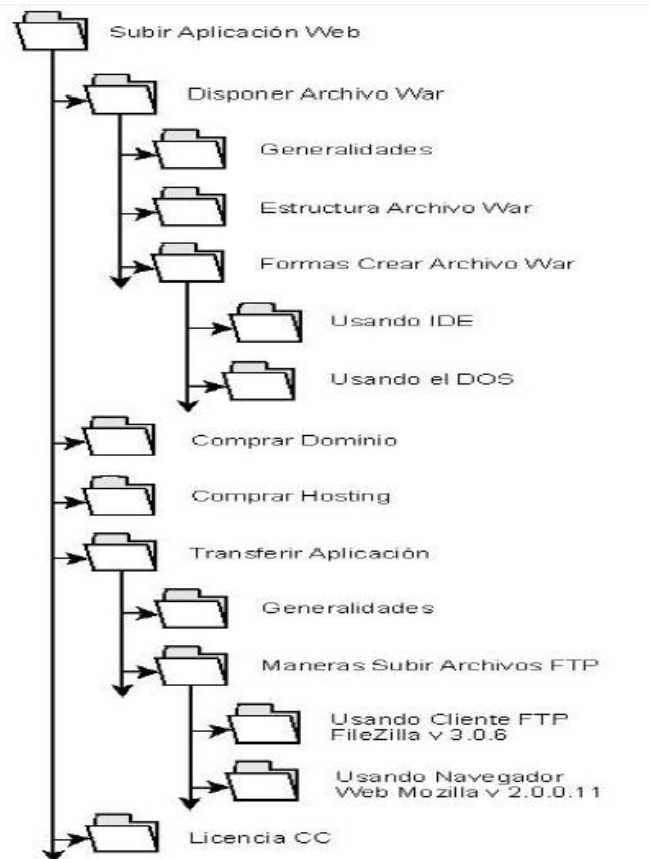 Subir Aplicación Web
Disponer Archivo War
Generalidades
Estructura Archivo War
Formas Crear Archivo War
Usando IDE
Usando el DOS
Comprar Dominio
Comprar Hosting
Transferir Aplicación
Generalidades
Maneras Subir Archivos FTP
Usando Cliente FTP
FileZilla v 3.0.6
Usando Navegador
Web Mozilla v 2.0.0.11
Licencia CC